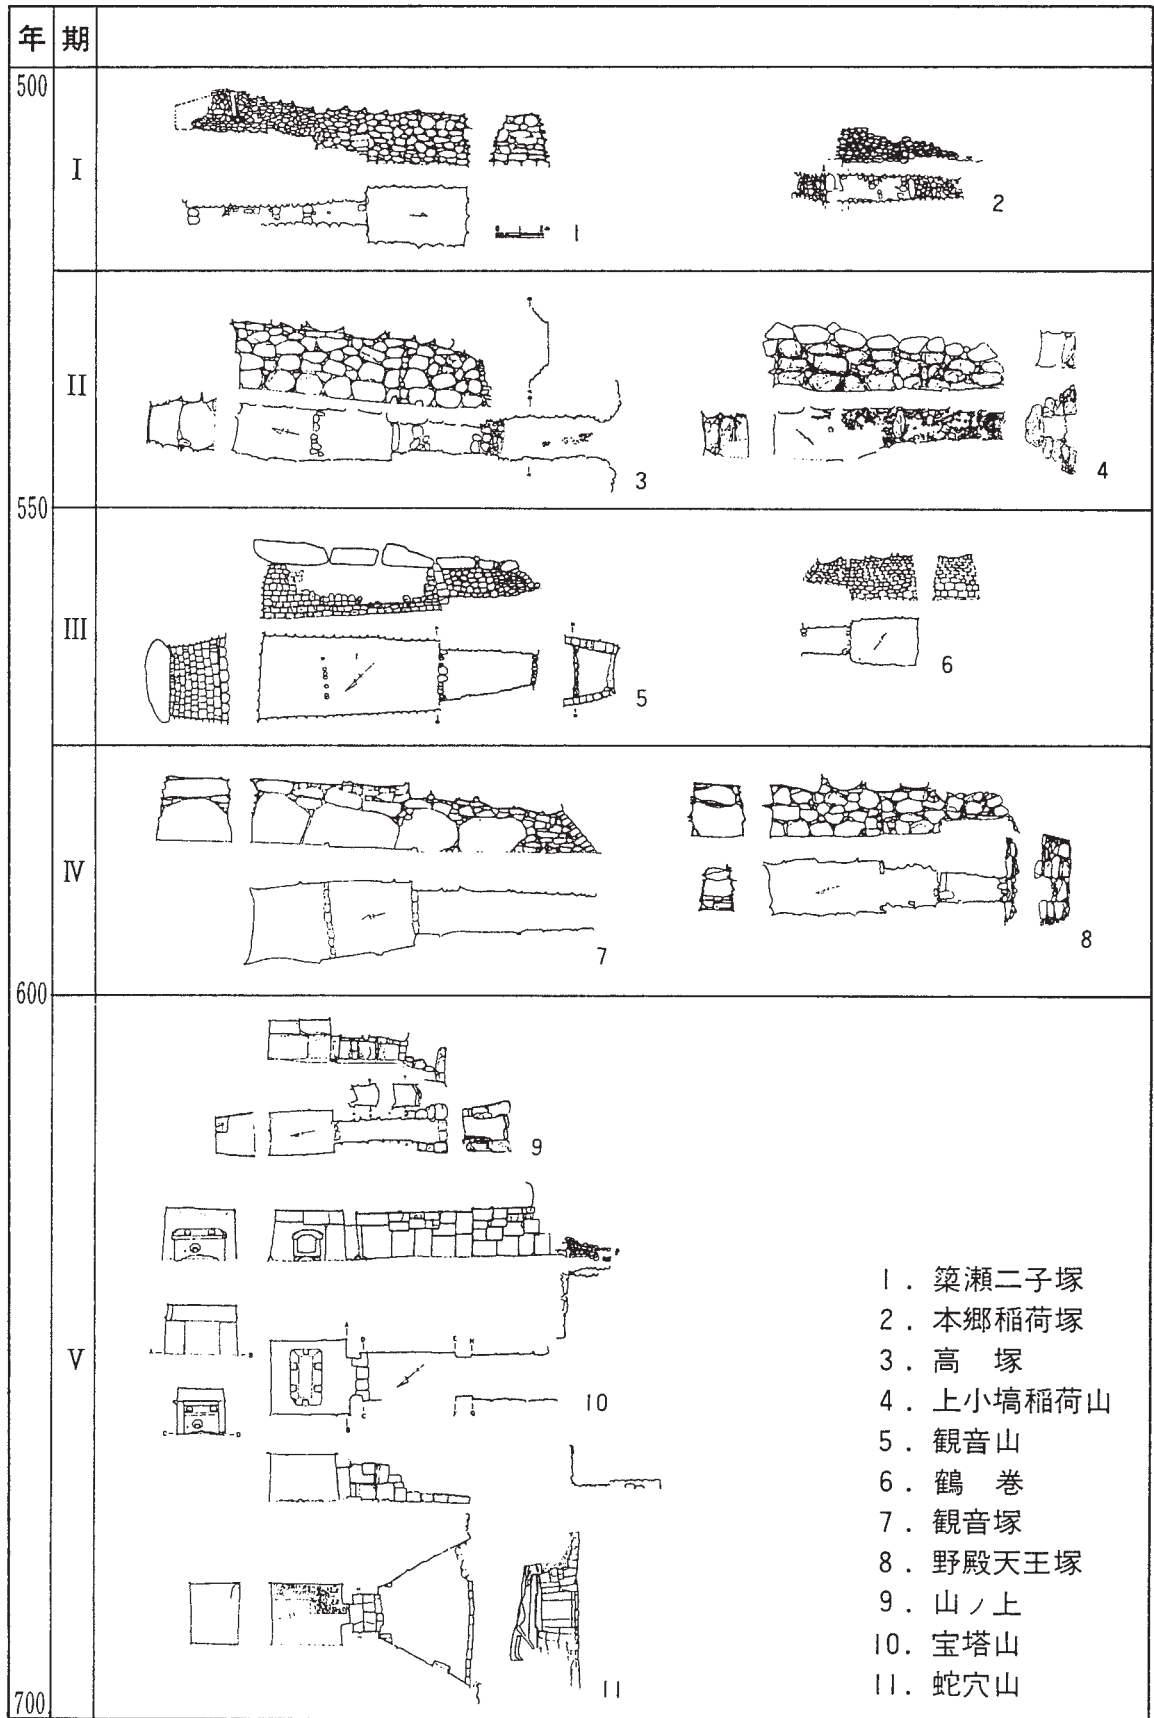 年 期
500
I
1
2
II
3
4
550
III
5
6
IV
7
8
600
9
V
10
11
700
1. 簗瀬二子塚
2. 本郷稲荷塚
3. 高 塚
4. 上小塙稲荷山
5. 観音山
6. 鶴 巻
7. 観音塚
8. 野殿天王塚
9. 山ノ上
10. 宝塔山
11. 蛇穴山